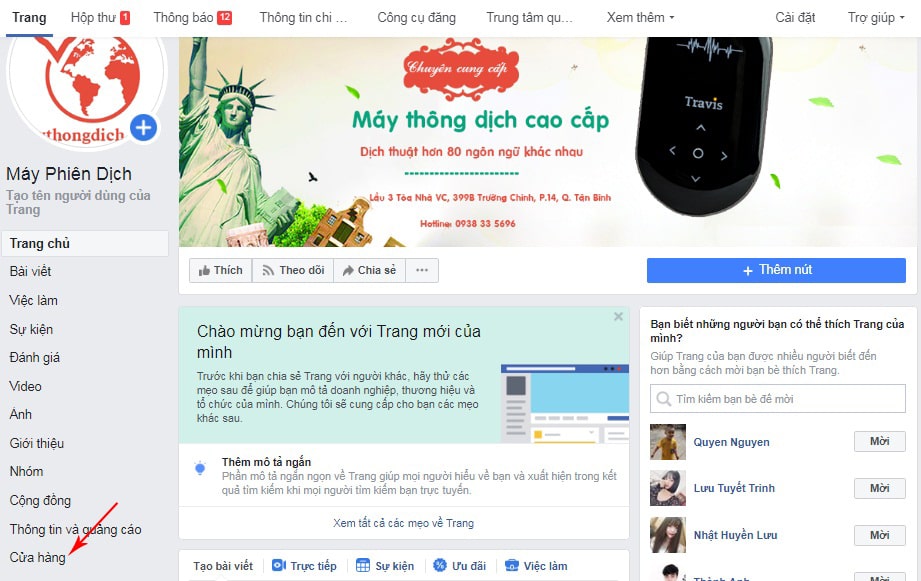 Trang Hộp thư 1 Thông báo 12 Thông tin chi ... Công cụ đăng Trung tâm qu... Xem thêm Cài đặt Trợ giúp
thongdich
Máy Phiên Dịch
Tạo tên người dùng của
Trang
Trang chủ
Bài viết
Việc làm
Sự kiện
Đánh giá
Video
Ảnh
Giới thiệu
Nhóm
Cộng đồng
Thông tin và quảng cáo
Cửa hàng
Chuyên cung cấp
Máy thông dịch cao cấp
Dịch thuật hơn 80 ngôn ngữ khác nhau
Lầu 3 Tòa Nhà VC, 399B Trường Chinh, P.14, Q. Tân Bình
Hotline: 0938 33 5696
Travis
Thích Theo dõi Chia sẻ ...
+ Thêm nút
Chào mừng bạn đến với Trang mới của
mình
Trước khi bạn chia sẻ Trang với người khác, hãy thử các
mẹo sau để giúp bạn mô tả doanh nghiệp, thương hiệu và
tổ chức của mình. Chúng tôi sẽ cung cấp cho bạn các mẹo
khác sau.
Thêm mô tả ngắn
Phần mô tả ngắn gọn về Trang giúp mọi người hiểu về bạn và xuất hiện trong kết
quả tìm kiếm khi mọi người tìm kiếm bạn trực tuyến.
Xem tất cả các mẹo về Trang
Tạo bài viết Trực tiếp Sự kiện Ưu đãi Việc làm
Bạn biết những người bạn có thể thích Trang của
mình?
Giúp Trang của bạn được nhiều người biết đến
hơn bằng cách mời bạn bè thích Trang.
Tìm kiếm bạn bè để mời
Quyen Nguyen Mời
Lưu Tuyết Trinh Mời
Nhật Huyền Lưu Mời
Thành Anh Mời